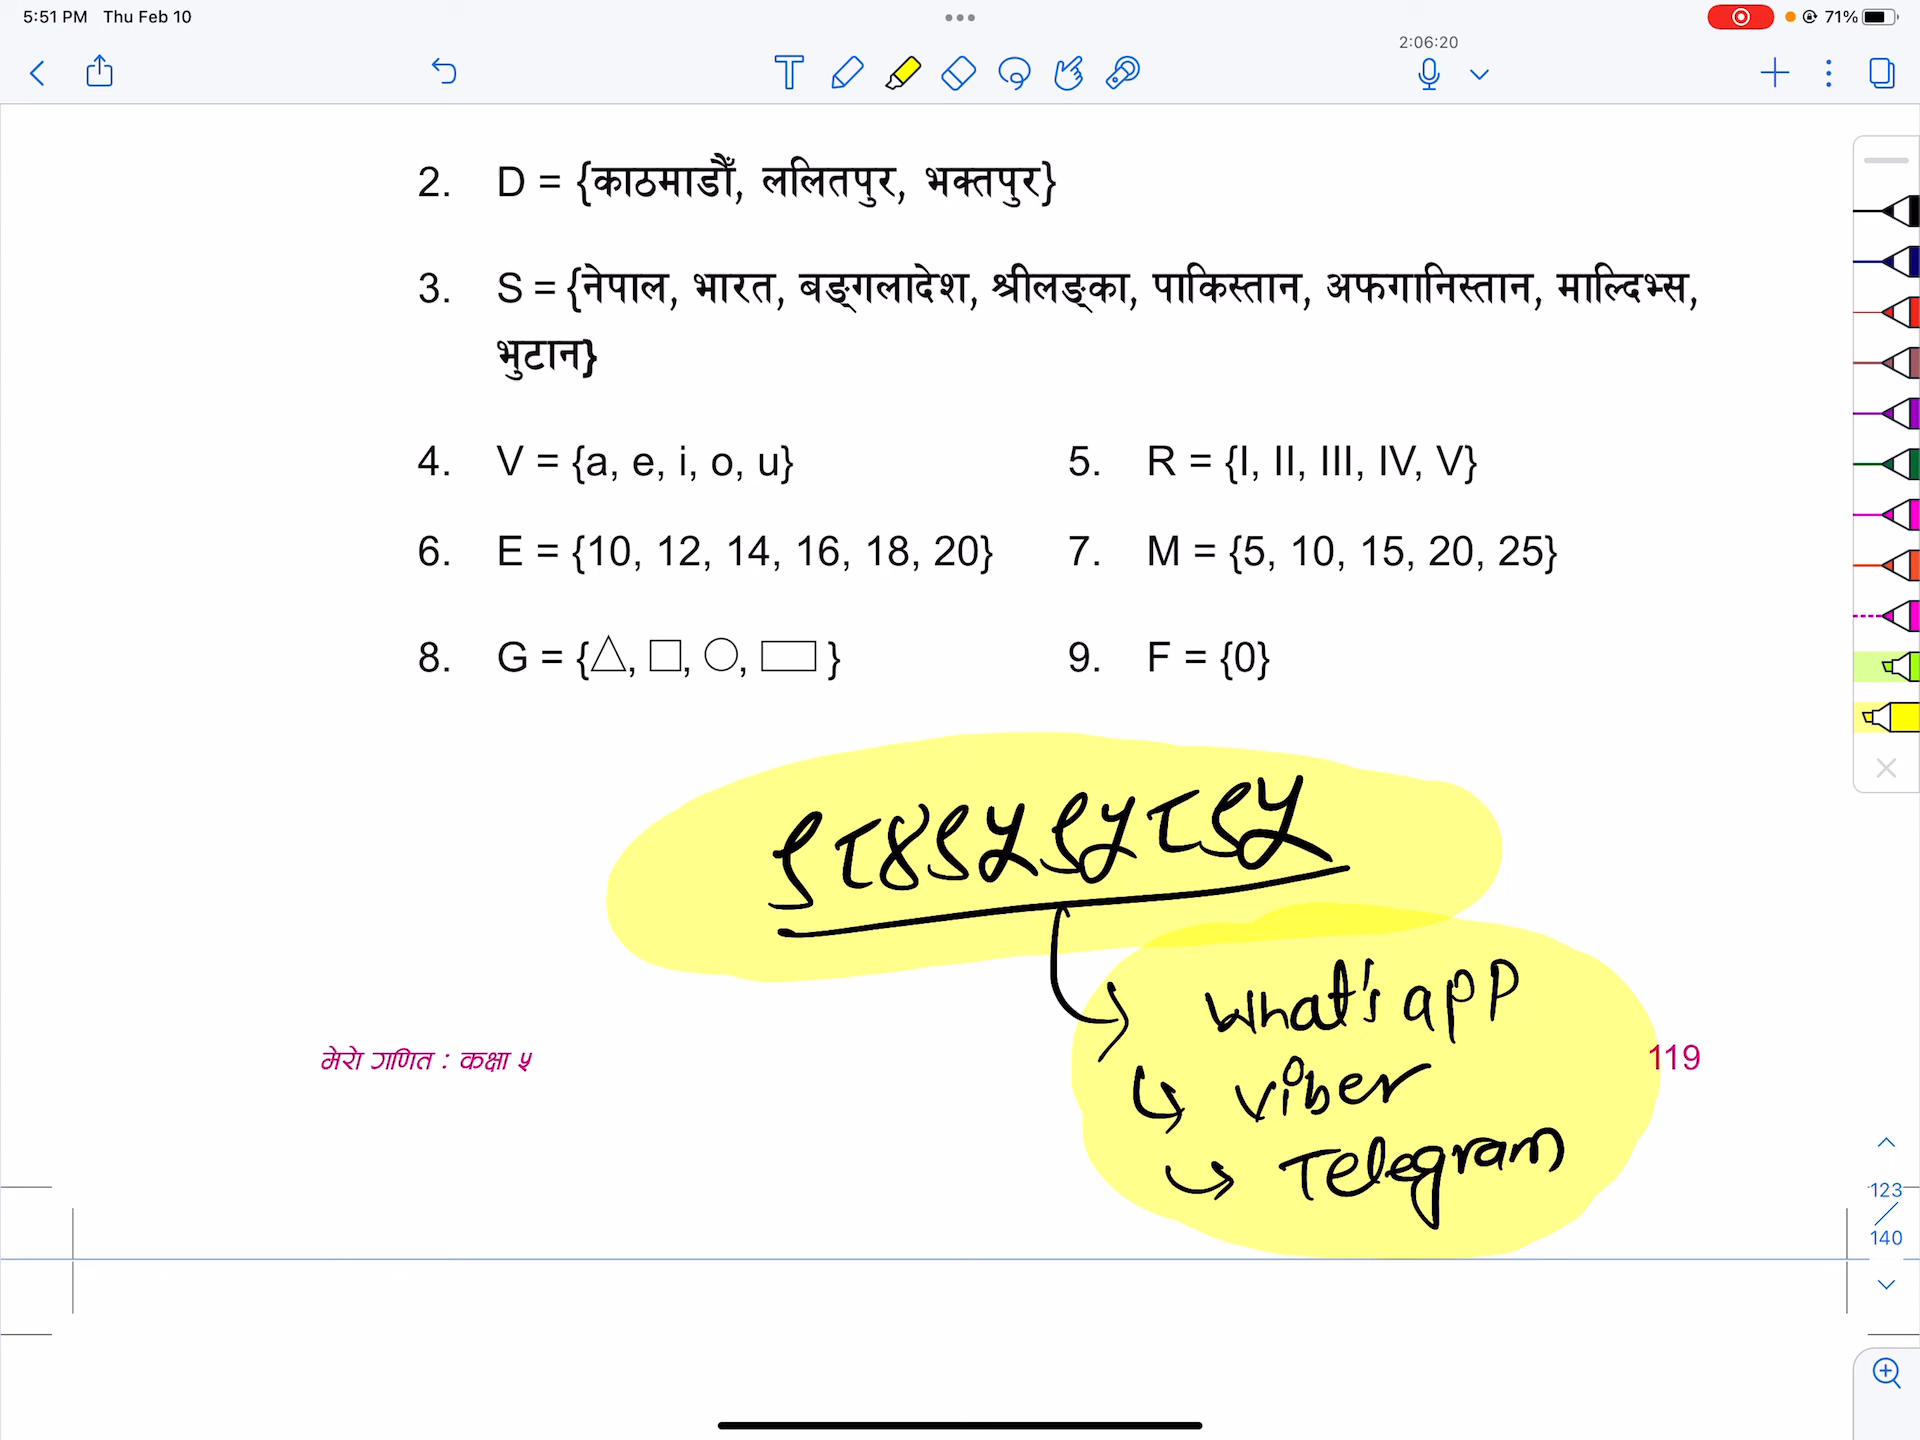 5:51 PM Thu Feb 10
71%
2:06:20
2. D = {काठमाडौँ, ललितपुर, भक्तपुर}
3. S = {नेपाल, भारत, बङ्गलादेश, श्रीलङ्का, पाकिस्तान, अफगानिस्तान, माल्दिभ्स,
भुटान}
4. V = {a, e, i, o, u} 5. R = {I, II, III, IV, V}
6. E = {10, 12, 14, 16, 18, 20} 7. M = {5, 10, 15, 20, 25}
8. G = {△, □, ○, ▭} 9. F = {0}
९८४९५९५८९५
What's app
मेरो गणित : कक्षा ५ 119
viber
Telegram
123
140